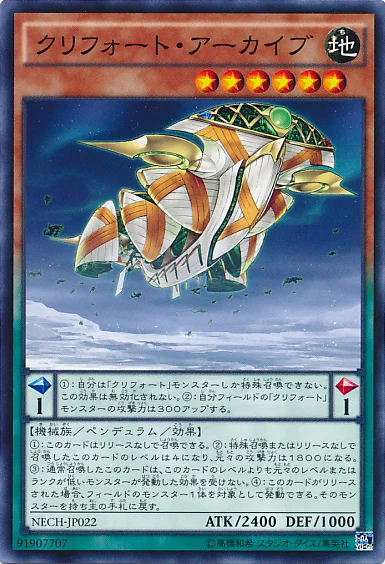 クリフォート・アーカイブ
地
①:自分は「クリフォート」モンスターしか特殊召喚できない。
この効果は無効化されない。②:自分フィールドの「クリフォート」
モンスターの攻撃力は300アップする。
1
1
【機械族/ペンデュラム/効果】
①:このカードはリリースなしで召喚できる。②:特殊召喚またはリリースなしで
召喚したこのカードのレベルは4になり、元々の攻撃力は1800になる。
③:通常召喚したこのカードは、このカードのレベルよりも元々のレベルまたは
ランクが低いモンスターが発動した効果を受けない。④:このカードがリリース
された場合、フィールドのモンスター1体を対象として発動できる。そのモン
スターを持ち主の手札に戻す。
NECH-JP022
ATK/2400 DEF/1000
91907707
©高橋和希 スタジオ・ダイス/集英社